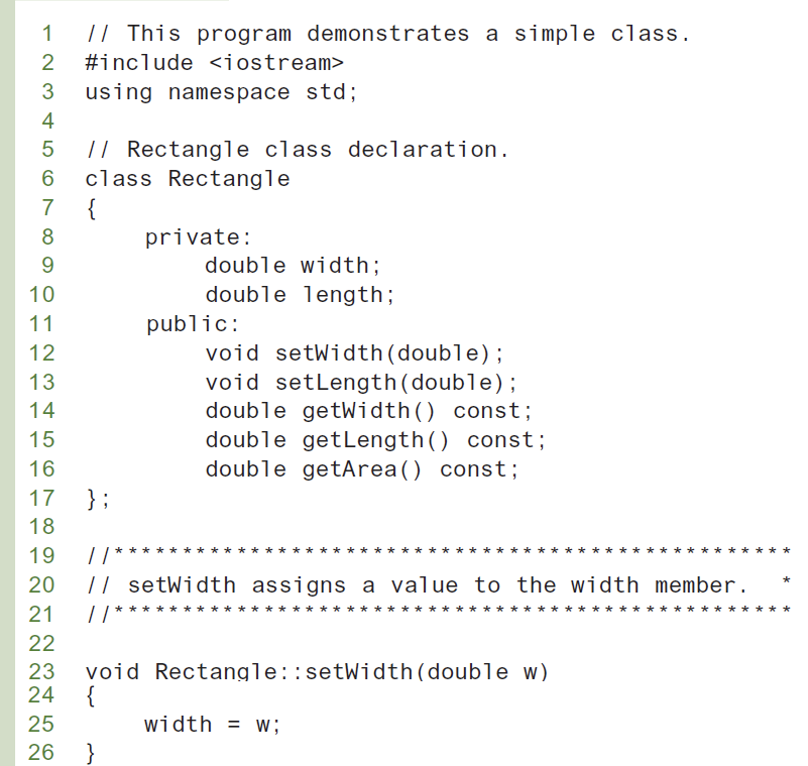 1 // This program demonstrates a simple class.
2 #include <iostream>
3 using namespace std;
4
5 // Rectangle class declaration.
6 class Rectangle
7 {
8     private:
9         double width;
10         double length;
11     public:
12         void setWidth(double);
13         void setLength(double);
14         double getWidth() const;
15         double getLength() const;
16         double getArea() const;
17 };
18
19 //**************************************************
20 // setWidth assigns a value to the width member.  *
21 //**************************************************
22
23 void Rectangle::setWidth(double w)
24 {
25     width = w;
26 }